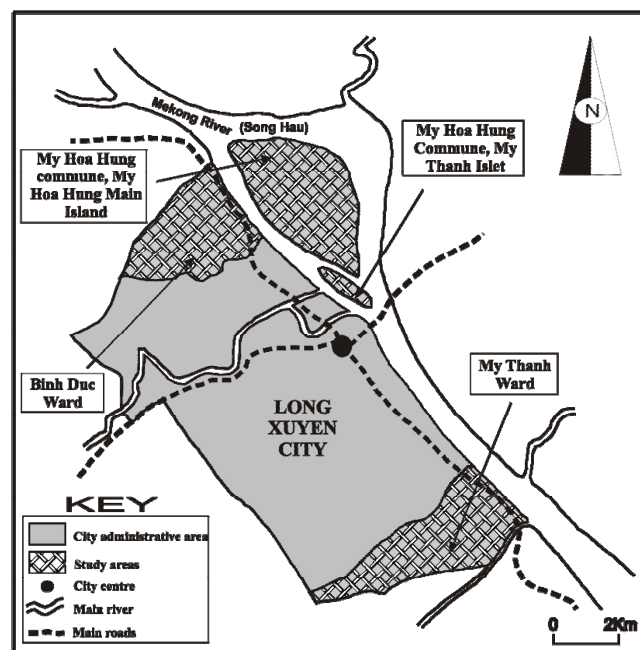 N
Mekong River (Song Hau)
My Hoa Hung
commune, My
Hoa Hung Main
Island
My Hoa Hung
Commune, My
Thanh Islet
Binh Duc
Ward
My Thanh
Ward
LONG
XUYEN
CITY
KEY
City administrative area
Study areas
City centre
Main river
Main roads
0 2Km